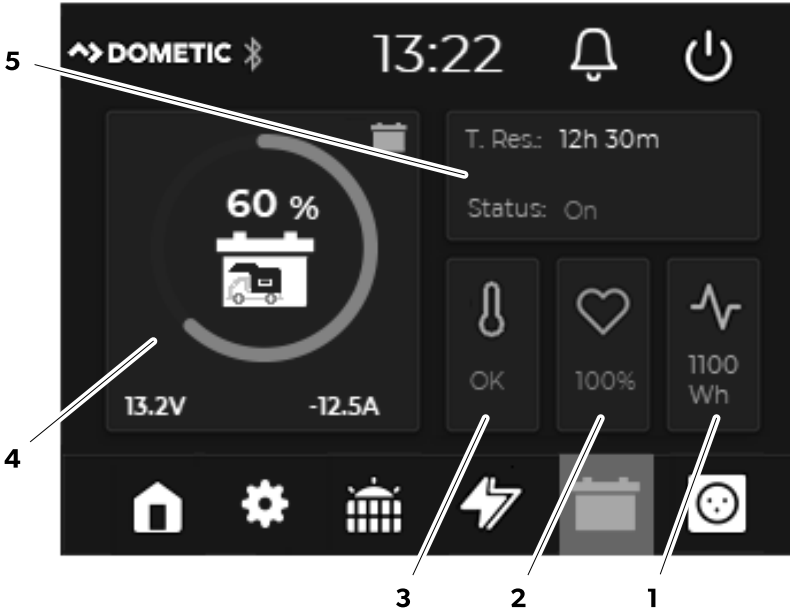 DOMETIC
13:22
5
60 %
13.2V
-12.5A
T. Res.: 12h 30m
Status: On
OK
100%
1100
Wh
4
3
2
1